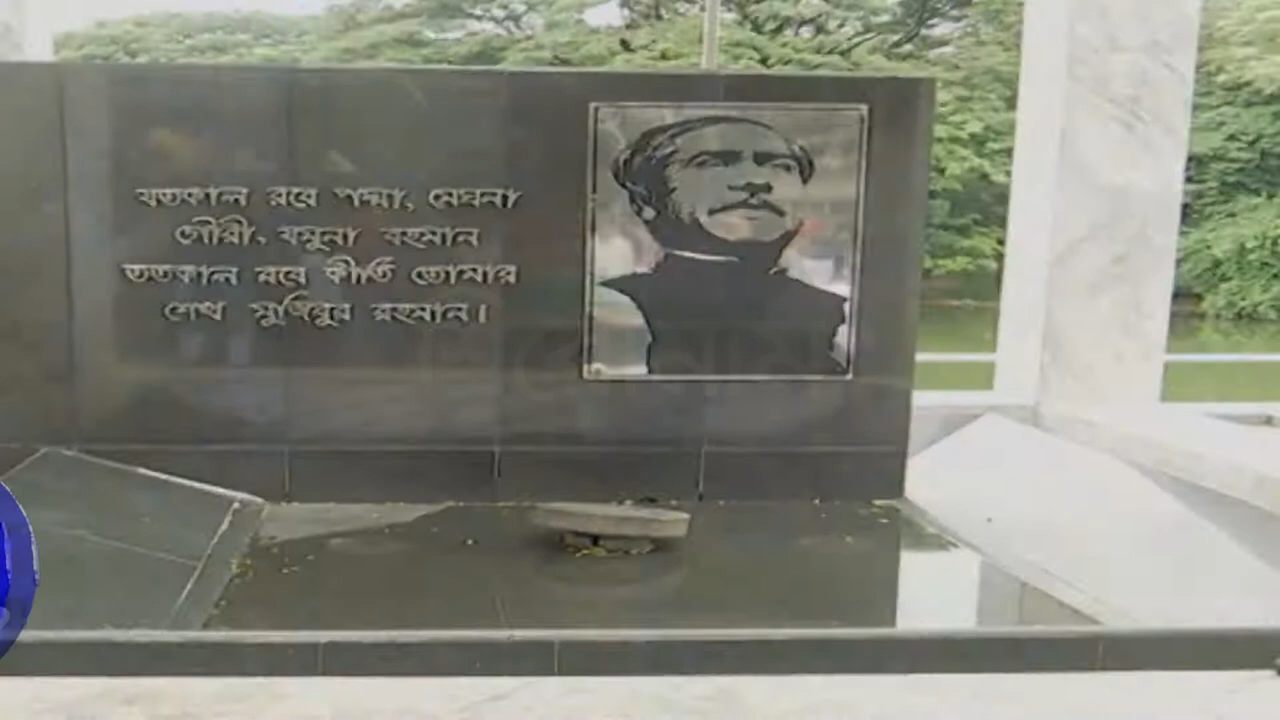 যতকাল রবে পদ্মা, মেঘনা
গৌরী, যমুনা বহমান
ততকাল রবে কীর্তি তোমার
শেখ মুজিবুর রহমান।